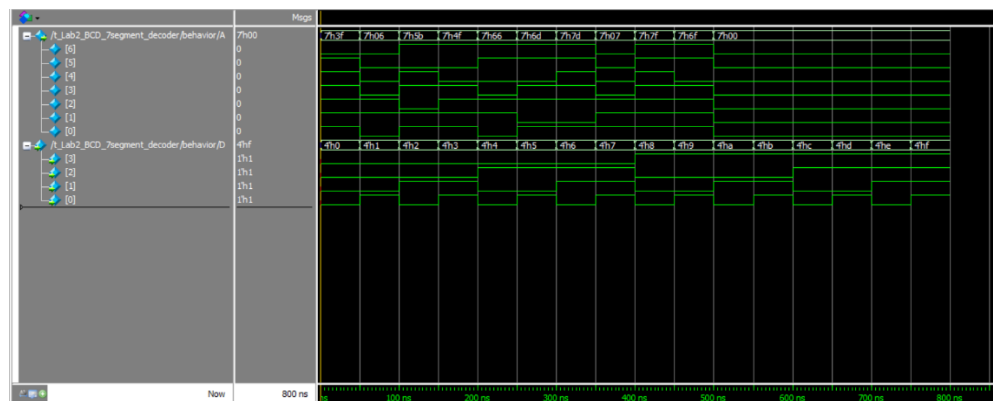 Msgs
/t_Lab2_BCD_7segment_decoder/behavior/A 7'h00 7'h3f 7'h06 7'h5b 7'h4f 7'h66 7'h6d 7'h7d 7'h07 7'h7f 7'h6f 7'h00
[6] 0
[5] 0
[4] 0
[3] 0
[2] 0
[1] 0
[0] 0
/t_Lab2_BCD_7segment_decoder/behavior/D 4'hf 4'h0 4'h1 4'h2 4'h3 4'h4 4'h5 4'h6 4'h7 4'h8 4'h9 4'ha 4'hb 4'hc 4'hd 4'he 4'hf
[3] 1'h1
[2] 1'h1
[1] 1'h1
[0] 1'h1
Now 800 ns ns 100 ns 200 ns 300 ns 400 ns 500 ns 600 ns 700 ns 800 ns